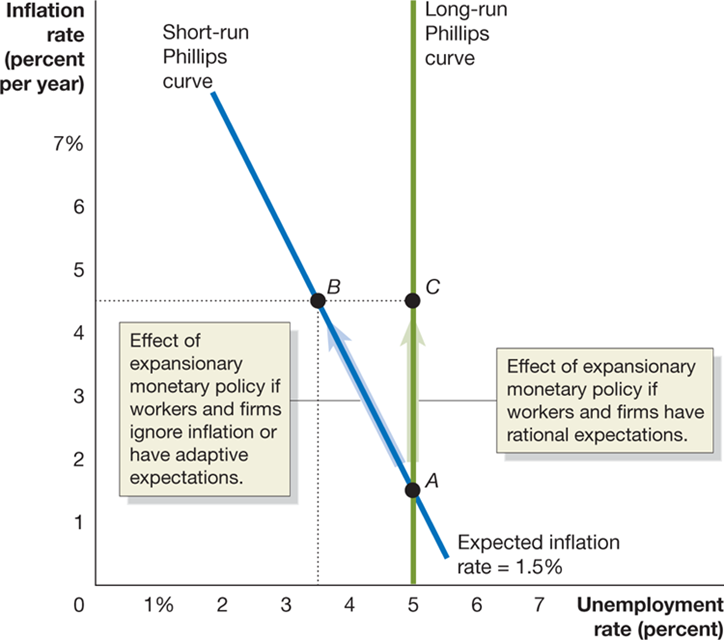 Inflation
rate
(percent
per year)
Short-run
Phillips
curve
Long-run
Phillips
curve
7%
6
5
4
3
2
1
B
C
A
Effect of
expansionary
monetary policy if
workers and firms
ignore inflation or
have adaptive
expectations.
Effect of expansionary
monetary policy if
workers and firms have
rational expectations.
Expected inflation
rate = 1.5%
0 1% 2 3 4 5 6 7
Unemployment
rate (percent)